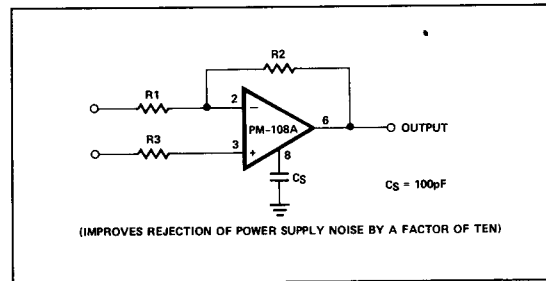 R2
R1
2
−
6
PM-108A
OUTPUT
R3
3
+
8
CS
CS = 100pF
(IMPROVES REJECTION OF POWER SUPPLY NOISE BY A FACTOR OF TEN)